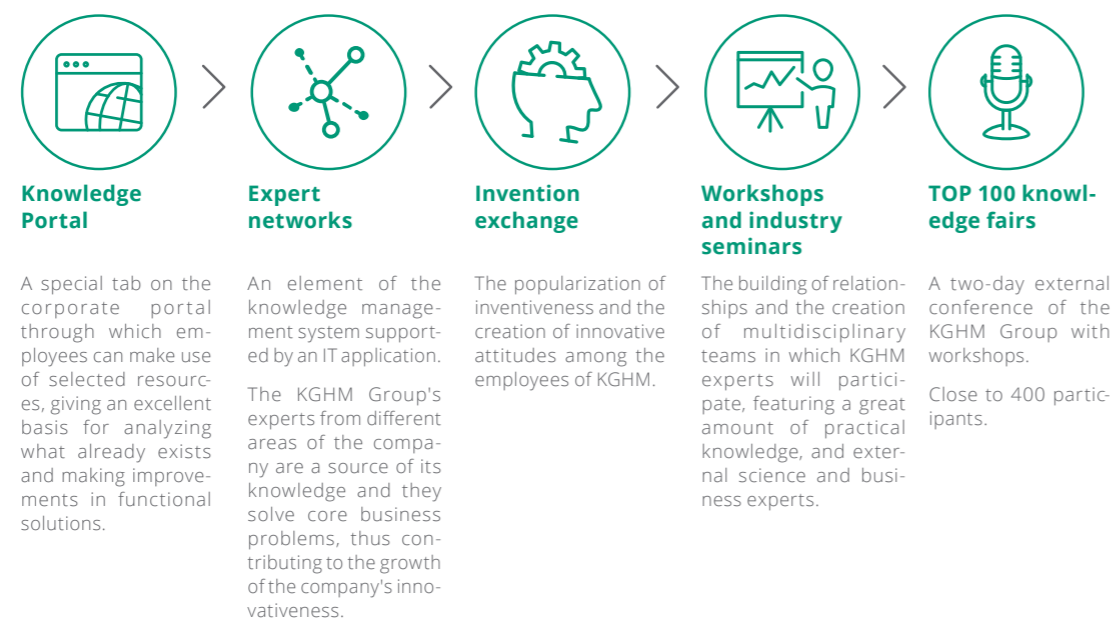 Knowledge
Portal
A special tab on the
corporate portal
through which em-
ployees can make use
of selected resourc-
es, giving an excellent
basis for analyzing
what already exists
and making improve-
ments in functional
solutions.
Expert
networks
An element of the
knowledge manage-
ment system support-
ed by an IT application.
The KGHM Group's
experts from different
areas of the compa-
ny are a source of its
knowledge and they
solve core business
problems, thus con-
tributing to the growth
of the company's inno-
vativeness.
Invention
exchange
The popularization of
inventiveness and the
creation of innovative
attitudes among the
employees of KGHM.
Workshops
and industry
seminars
The building of relation-
ships and the creation
of multidisciplinary
teams in which KGHM
experts will partici-
pate, featuring a great
amount of practical
knowledge, and exter-
nal science and busi-
ness experts.
TOP 100 knowl-
edge fairs
A two-day external
conference of the
KGHM Group with
workshops.
Close to 400 partic-
ipants.